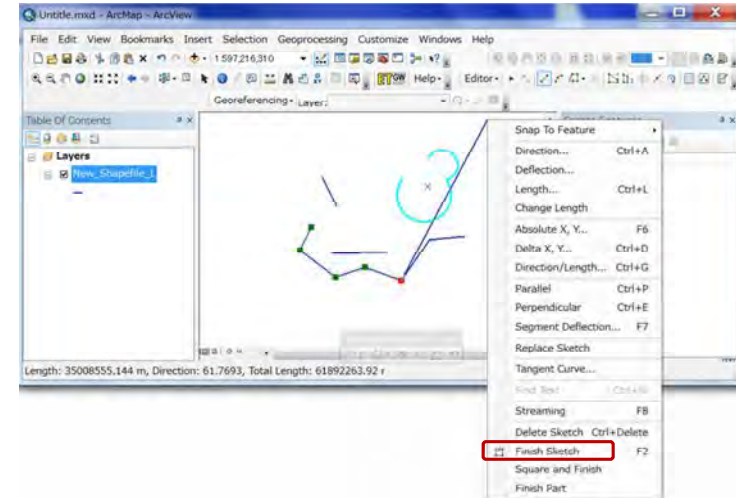 Untitle.mxd - ArcMap - ArcView
File Edit View Bookmarks Insert Selection Geoprocessing Customize Windows Help
1:597,216,310
Help- Editor-
Georeferencing- Layer:
Table Of Contents
Layers
New_Shapefile_L
Snap To Feature
Direction... Ctrl+A
Deflection...
Length... Ctrl+L
Change Length
Absolute X, Y... F6
Delta X, Y... Ctrl+D
Direction/Length... Ctrl+G
Parallel Ctrl+P
Perpendicular Ctrl+E
Segment Deflection... F7
Replace Sketch
Tangent Curve...
Find Text
Streaming F8
Delete Sketch Ctrl+Delete
Finish Sketch F2
Square and Finish
Finish Part
Length: 35008555.144 m, Direction: 61.7693, Total Length: 61892263.92 r